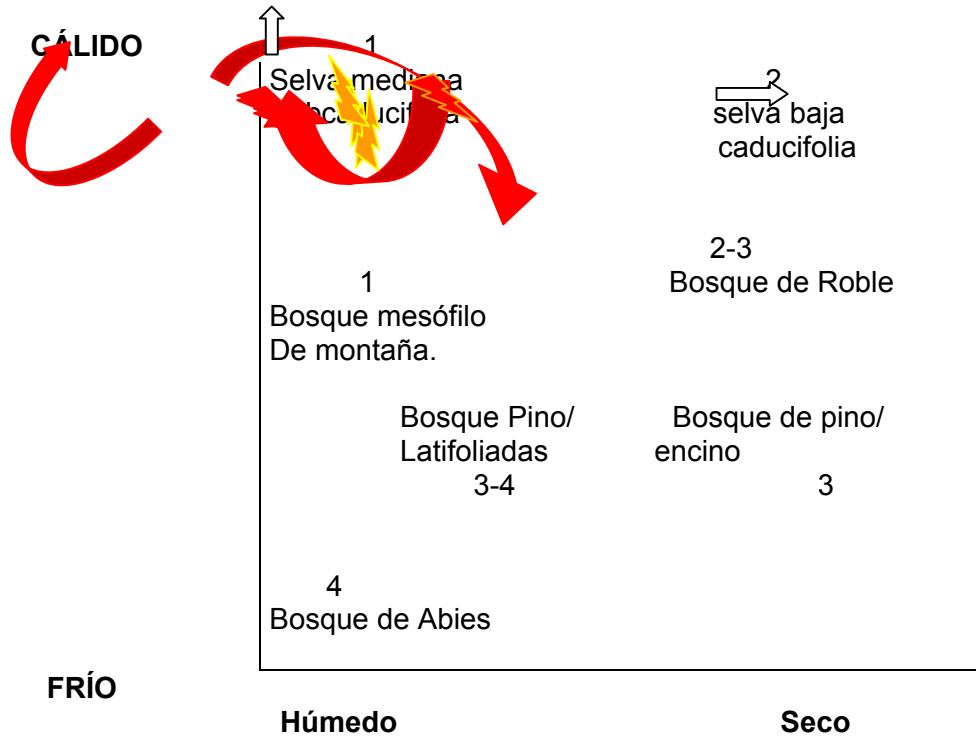 CÁLIDO
1
Selva mediana
subcaducifolia
2
selva baja
caducifolia
2-3
Bosque de Roble
1
Bosque mesófilo
De montaña.
Bosque Pino/
Latifoliadas
3-4
Bosque de pino/
encino
3
4
Bosque de Abies
FRÍO
Húmedo
Seco